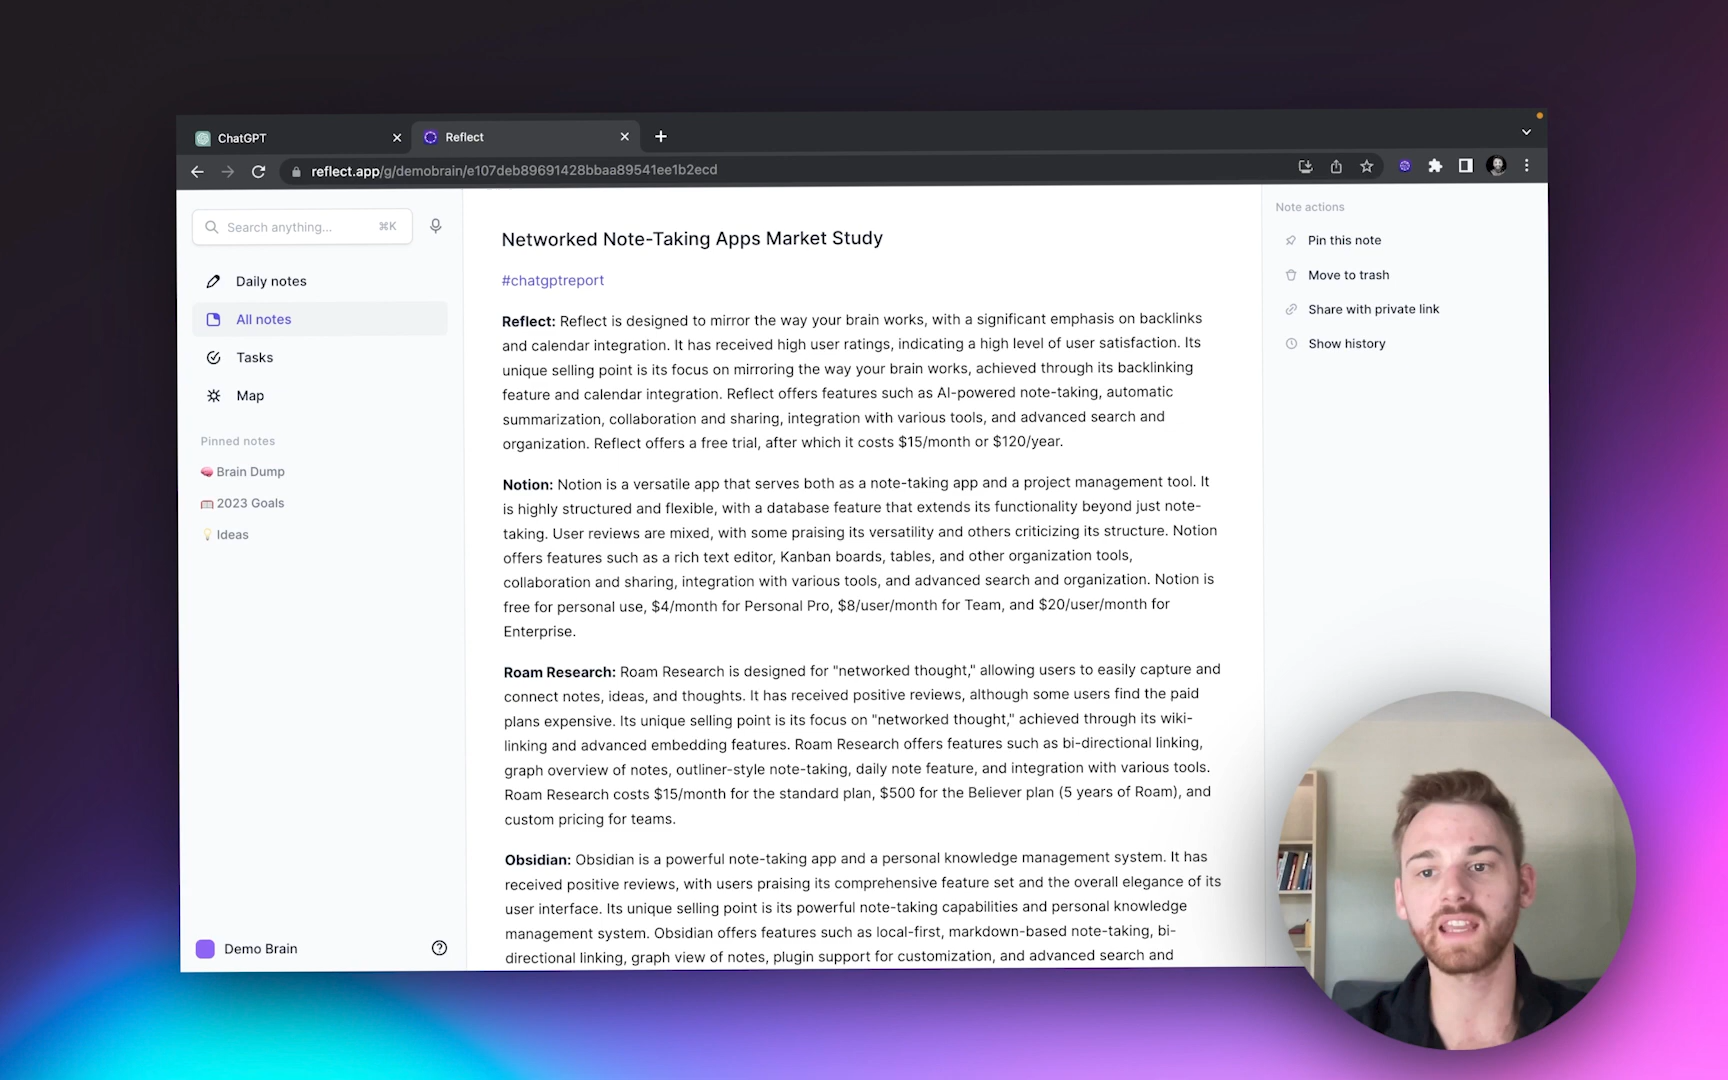 ChatGPT
Reflect
reflect.app/g/demobrain/e107deb89691428bbaa89541ee1b2ecd
Search anything... ⌘K
Daily notes
All notes
Tasks
Map
Pinned notes
Brain Dump
2023 Goals
Ideas
Demo Brain
Networked Note-Taking Apps Market Study
#chatgptreport
Reflect: Reflect is designed to mirror the way your brain works, with a significant emphasis on backlinks
and calendar integration. It has received high user ratings, indicating a high level of user satisfaction. Its
unique selling point is its focus on mirroring the way your brain works, achieved through its backlinking
feature and calendar integration. Reflect offers features such as AI-powered note-taking, automatic
summarization, collaboration and sharing, integration with various tools, and advanced search and
organization. Reflect offers a free trial, after which it costs $15/month or $120/year.
Notion: Notion is a versatile app that serves both as a note-taking app and a project management tool. It
is highly structured and flexible, with a database feature that extends its functionality beyond just note-
taking. User reviews are mixed, with some praising its versatility and others criticizing its structure. Notion
offers features such as a rich text editor, Kanban boards, tables, and other organization tools,
collaboration and sharing, integration with various tools, and advanced search and organization. Notion is
free for personal use, $4/month for Personal Pro, $8/user/month for Team, and $20/user/month for
Enterprise.
Roam Research: Roam Research is designed for "networked thought," allowing users to easily capture and
connect notes, ideas, and thoughts. It has received positive reviews, although some users find the paid
plans expensive. Its unique selling point is its focus on "networked thought," achieved through its wiki-
linking and advanced embedding features. Roam Research offers features such as bi-directional linking,
graph overview of notes, outliner-style note-taking, daily note feature, and integration with various tools.
Roam Research costs $15/month for the standard plan, $500 for the Believer plan (5 years of Roam), and
custom pricing for teams.
Obsidian: Obsidian is a powerful note-taking app and a personal knowledge management system. It has
received positive reviews, with users praising its comprehensive feature set and the overall elegance of its
user interface. Its unique selling point is its powerful note-taking capabilities and personal knowledge
management system. Obsidian offers features such as local-first, markdown-based note-taking, bi-
directional linking, graph view of notes, plugin support for customization, and advanced search and
Note actions
Pin this note
Move to trash
Share with private link
Show history